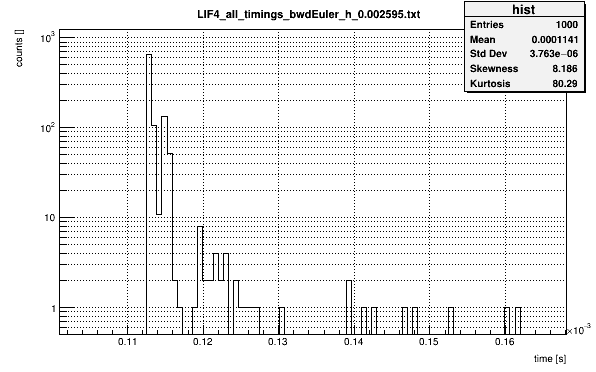 LIF4_all_timings_bwdEuler_h_0.002595.txt
hist
Entries 1000
Mean 0.0001141
Std Dev 3.763e−06
Skewness 8.186
Kurtosis 80.29
counts []
10³
10²
10
1
0.11 0.12 0.13 0.14 0.15 0.16
×10⁻³
time [s]